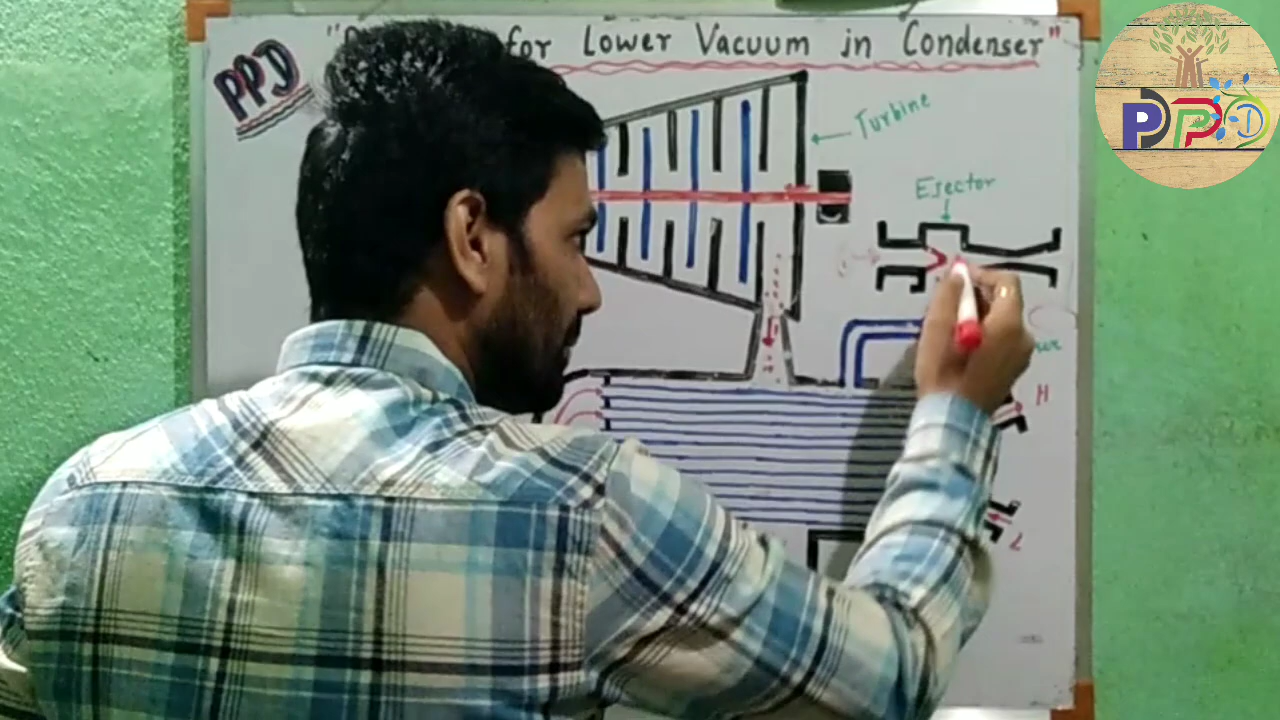 for Lower Vacuum in Condenser"
PPD
Turbine
Ejector
H
L
PPD